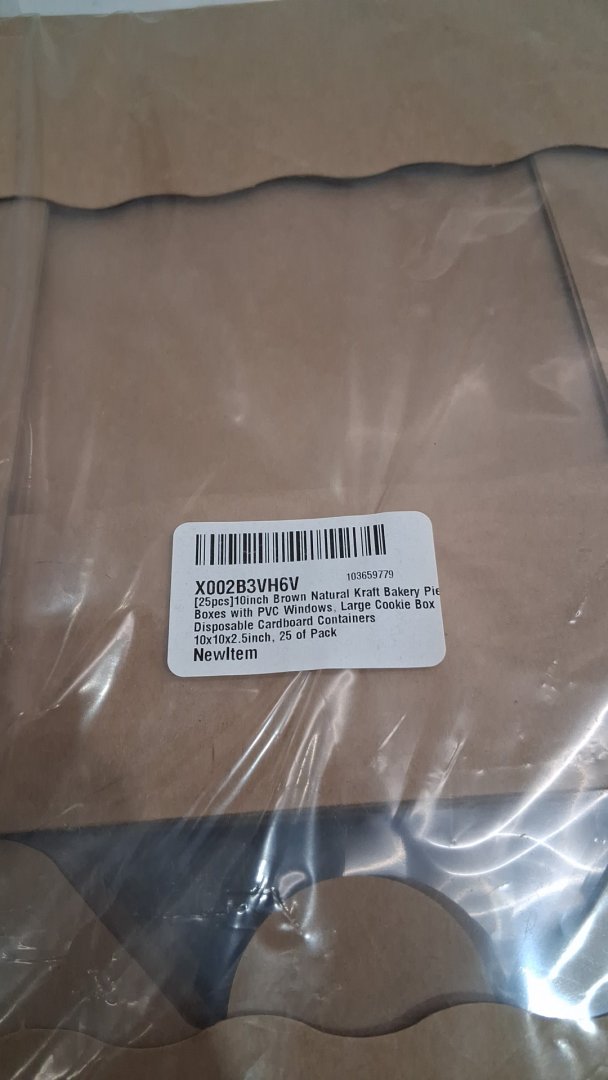 X002B3VH6V 103659779
[25pcs]10inch Brown Natural Kraft Bakery Pie
Boxes with PVC Windows, Large Cookie Box
Disposable Cardboard Containers
10x10x2.5inch, 25 of Pack
NewItem